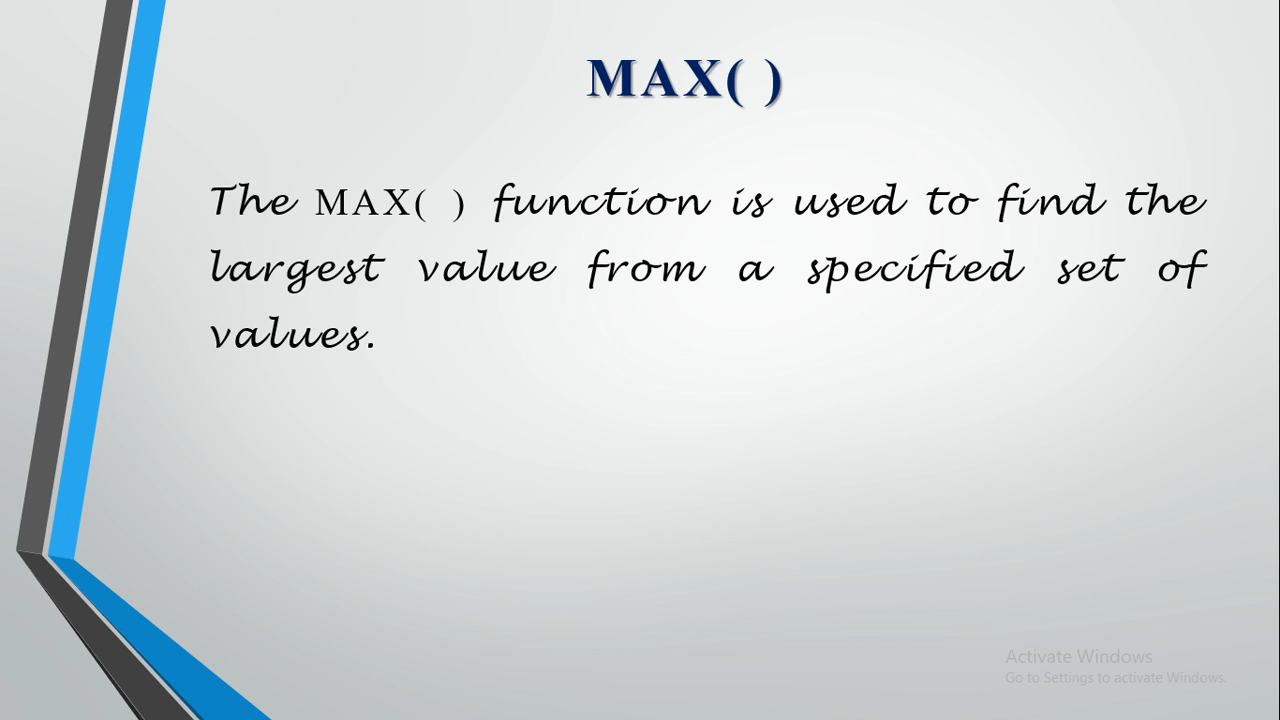 MAX( )
The MAX( ) function is used to find the
largest value from a specified set of
values.
Activate Windows
Go to Settings to activate Windows.